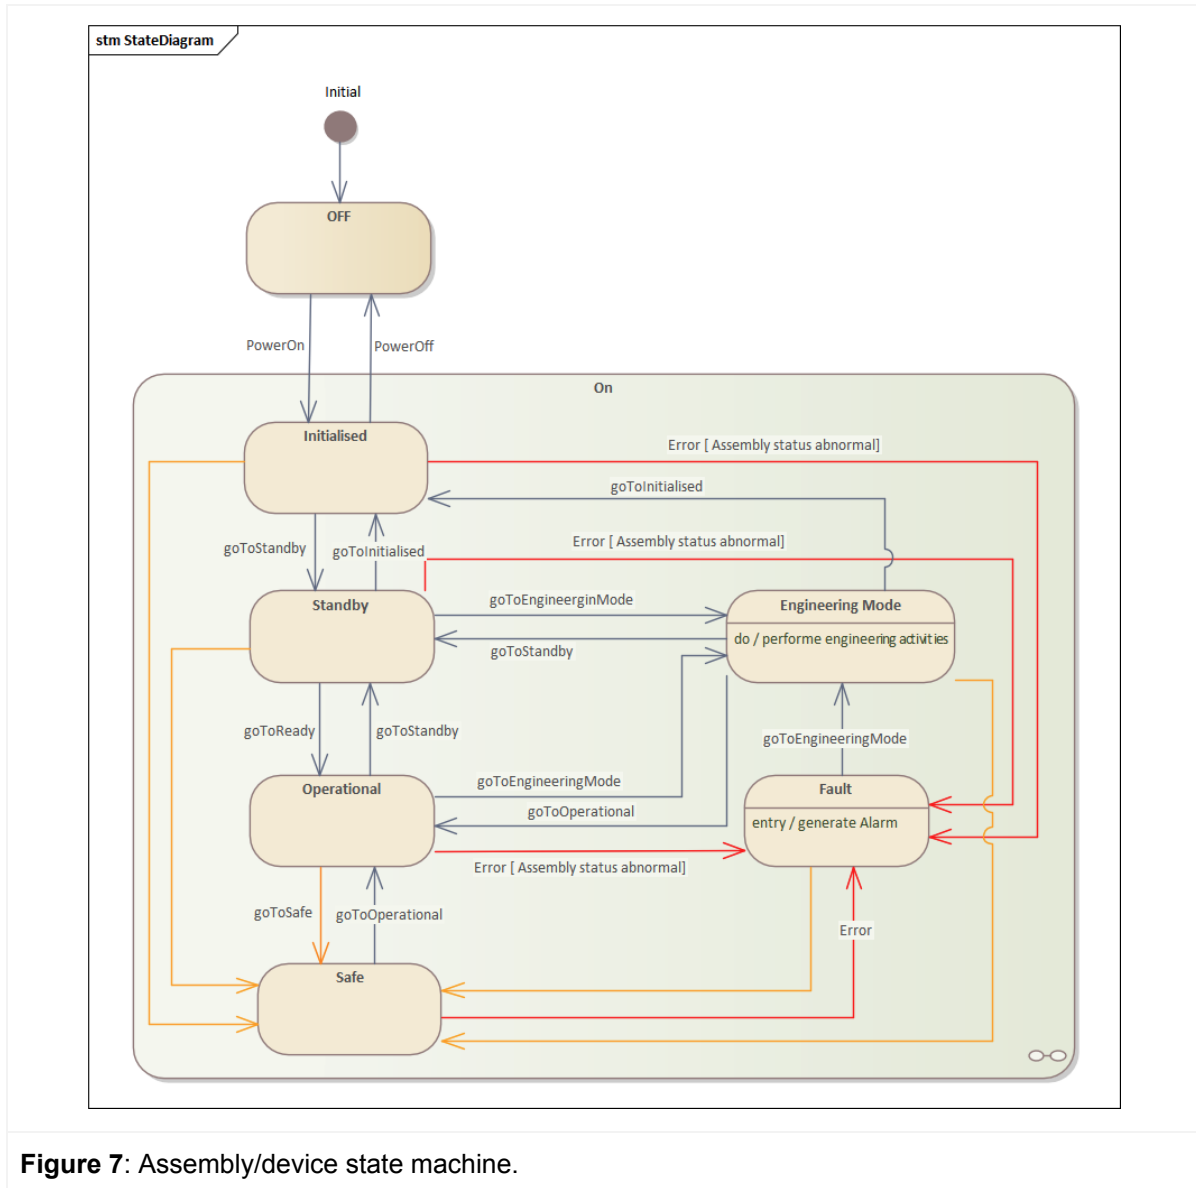 stm StateDiagram
Initial
OFF
PowerOn
PowerOff
On
Initialised
Error [ Assembly status abnormal]
goToInitialised
goToStandby
goToInitialised
Error [ Assembly status abnormal]
Standby
goToEngineerginMode
Engineering Mode
do / performe engineering activities
goToStandby
goToReady
goToStandby
goToEngineeringMode
goToEngineeringMode
Operational
Fault
goToOperational
entry / generate Alarm
Error [ Assembly status abnormal]
goToSafe
goToOperational
Error
Safe
Figure 7: Assembly/device state machine.